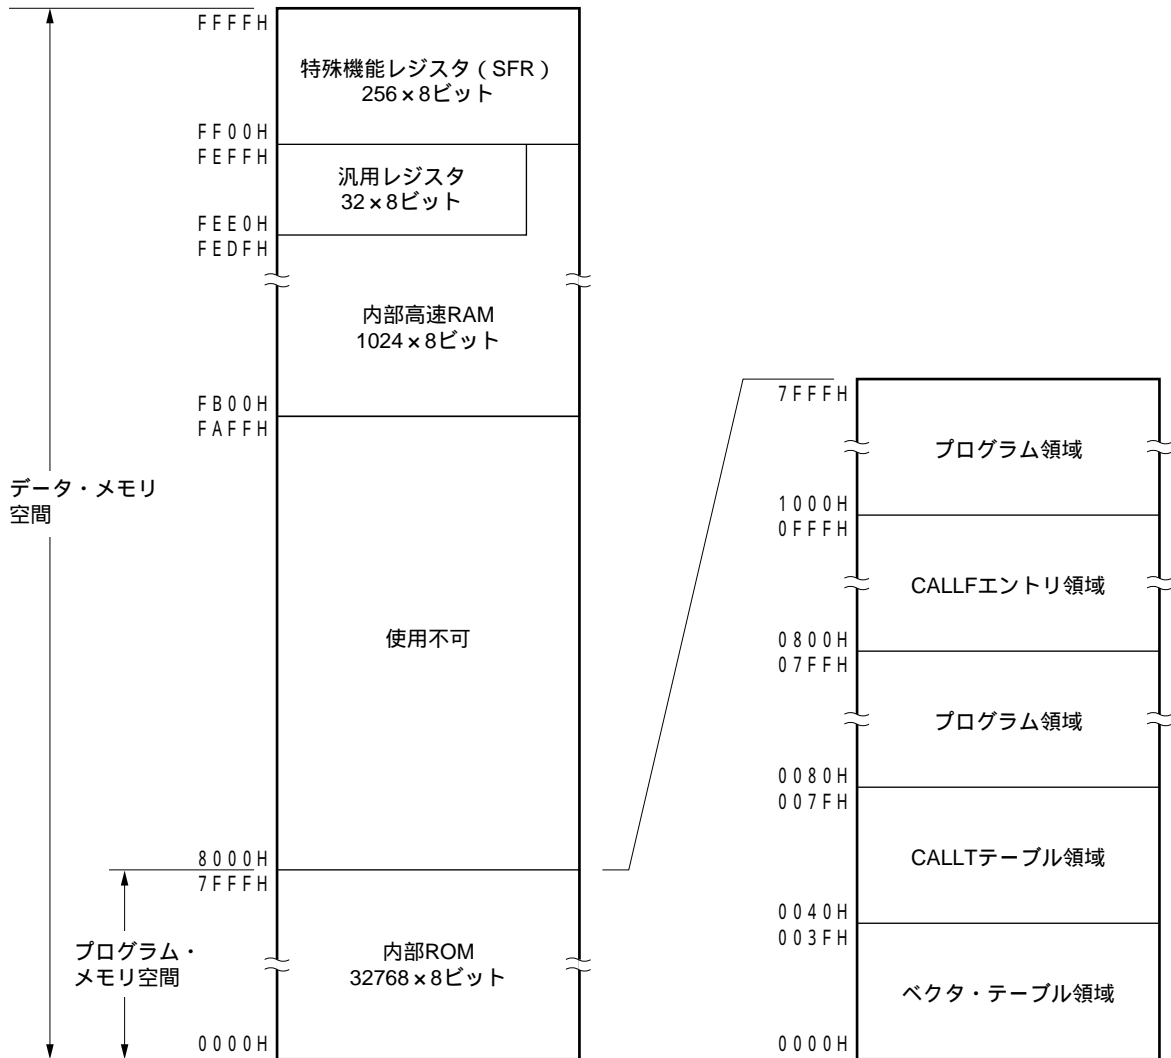 FFFFH
特殊機能レジスタ（SFR）
256×8ビット
FF00H
FEFFH
汎用レジスタ
32×8ビット
FEE0H
FEDFH
内部高速RAM
1024×8ビット
FB00H
FAFFH
データ・メモリ
空間
使用不可
8000H
7FFFH
プログラム・
メモリ空間
内部ROM
32768×8ビット
0000H
7FFFH
プログラム領域
1000H
0FFFH
CALLFエントリ領域
0800H
07FFH
プログラム領域
0080H
007FH
CALLTテーブル領域
0040H
003FH
ベクタ・テーブル領域
0000H